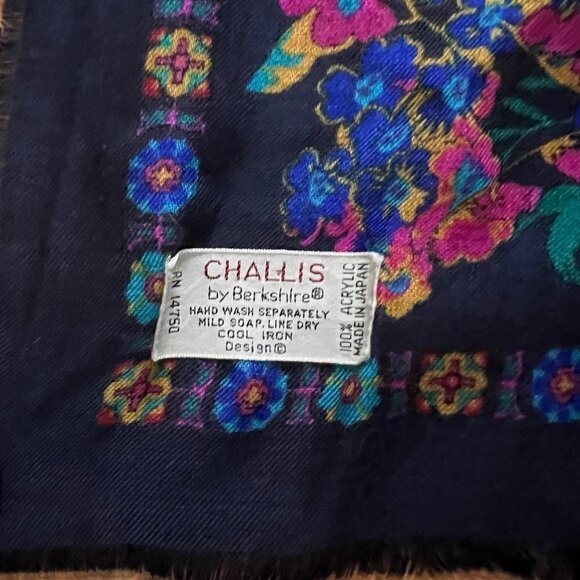 CHALLIS
by Berkshire®
HAND WASH SEPARATELY
MILD SOAP. LINE DRY
COOL IRON
Design©
RN 14750
100% ACRYLIC
MADE IN JAPAN